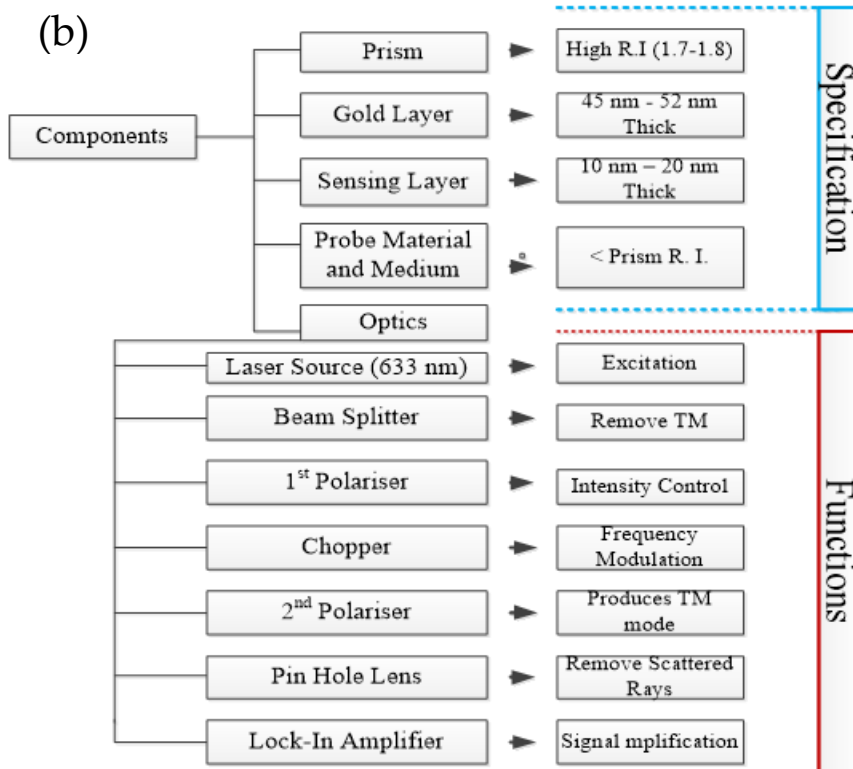 (b)
Components
Prism
High R.I (1.7-1.8)
Gold Layer
45 nm - 52 nm
Thick
Sensing Layer
10 nm – 20 nm
Thick
Probe Material
and Medium
< Prism R. I.
Optics
Specification
Laser Source (633 nm)
Excitation
Beam Splitter
Remove TM
1st Polariser
Intensity Control
Chopper
Frequency
Modulation
2nd Polariser
Produces TM
mode
Pin Hole Lens
Remove Scattered
Rays
Lock-In Amplifier
Signal mplification
Functions